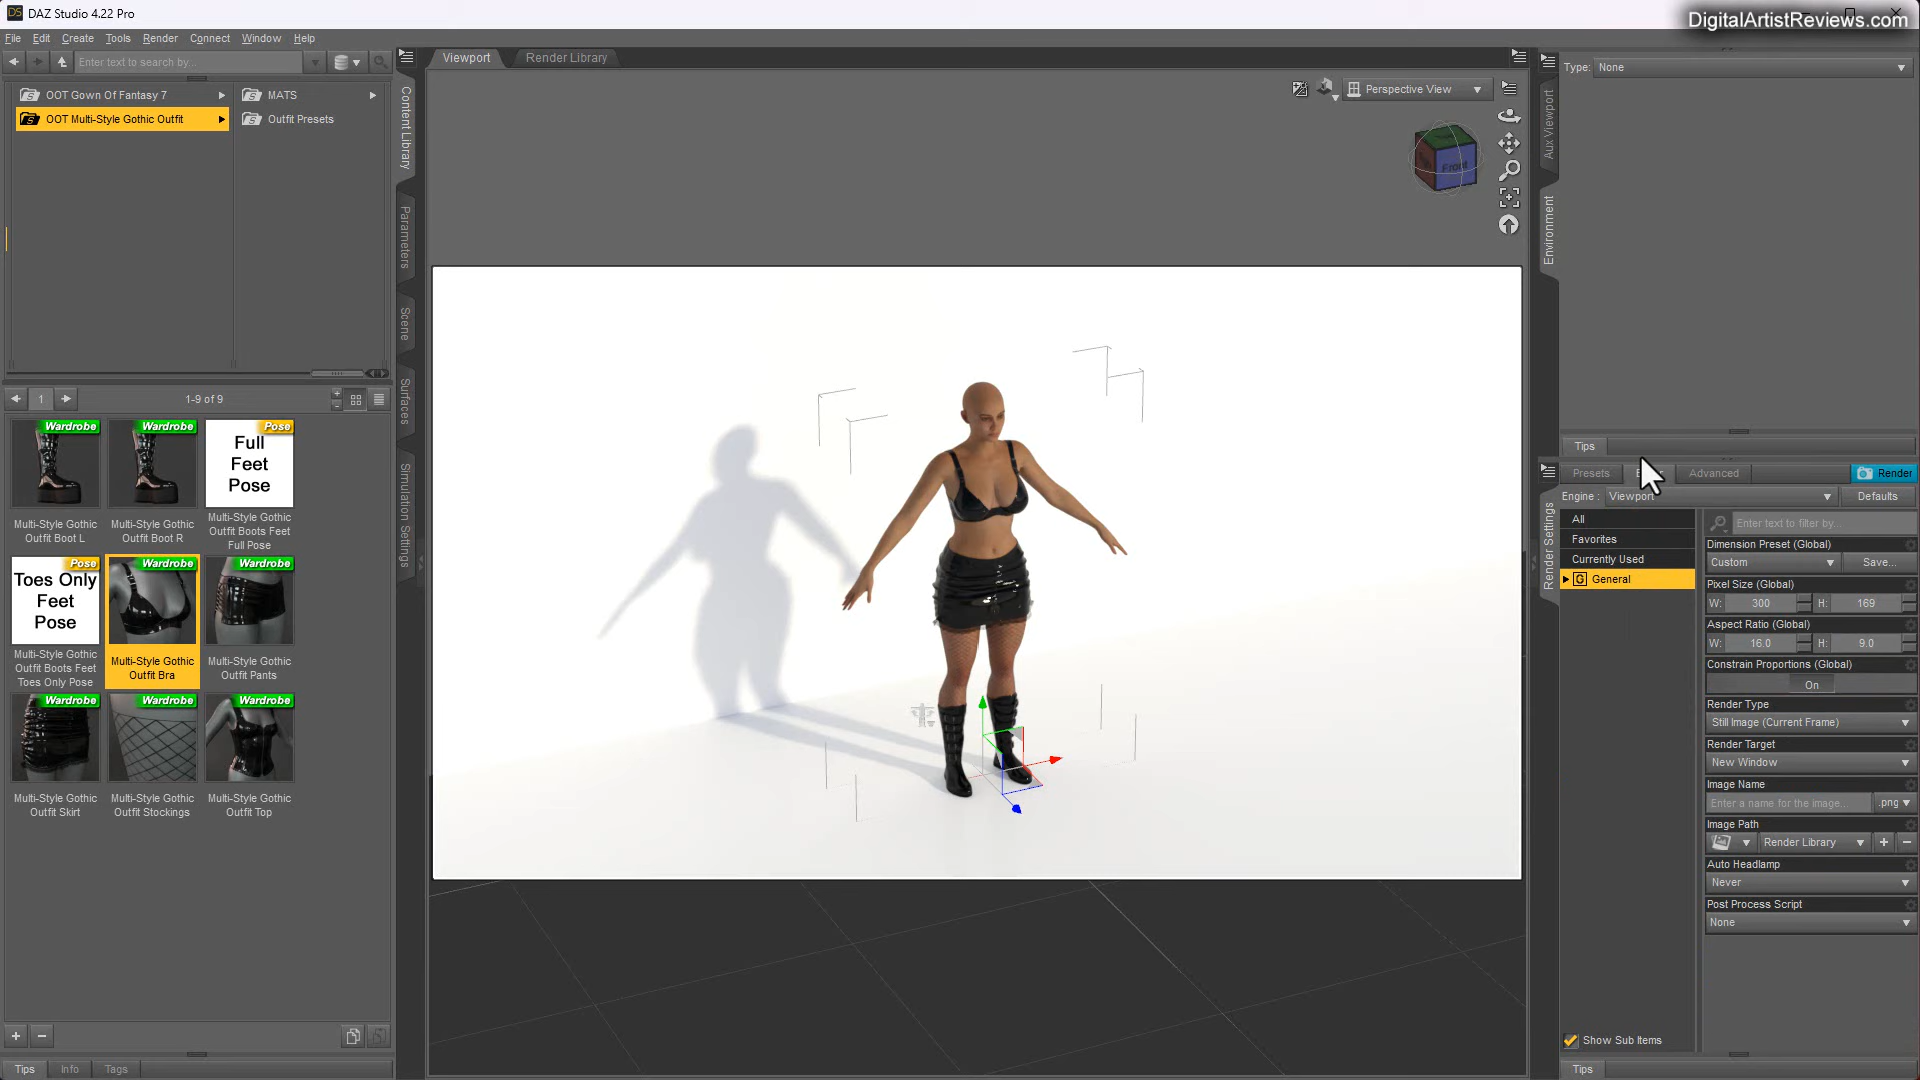 DAZ Studio 4.22 Pro
DigitalArtistReviews.com
File Edit Create Tools Render Connect Window Help
Enter text to search by...
OOT Gown Of Fantasy 7
OOT Multi-Style Gothic Outfit
MATS
Outfit Presets
Content Library
Parameters
Scene
Surfaces
Simulation Settings
1
1-9 of 9
Wardrobe
Multi-Style Gothic
Outfit Boot L
Wardrobe
Multi-Style Gothic
Outfit Boot R
Pose
Full
Feet
Pose
Multi-Style Gothic
Outfit Boots Feet
Full Pose
Pose
Toes Only
Feet
Pose
Multi-Style Gothic
Outfit Boots Feet
Toes Only Pose
Wardrobe
Multi-Style Gothic
Outfit Bra
Wardrobe
Multi-Style Gothic
Outfit Pants
Wardrobe
Multi-Style Gothic
Outfit Skirt
Wardrobe
Multi-Style Gothic
Outfit Stockings
Wardrobe
Multi-Style Gothic
Outfit Top
Tips Info Tags
Viewport Render Library
Perspective View
Front
Aux Viewport
Environment
Type: None
Tips
Render Settings
Presets
Advanced
Render
Engine : Viewport
Defaults
All
Favorites
Currently Used
G General
Enter text to filter by...
Dimension Preset (Global)
Custom Save...
Pixel Size (Global)
W: 300 H: 169
Aspect Ratio (Global)
W: 16.0 H: 9.0
Constrain Proportions (Global)
On
Render Type
Still Image (Current Frame)
Render Target
New Window
Image Name
Enter a name for the image... .png
Image Path
Render Library
Auto Headlamp
Never
Post Process Script
None
Show Sub Items
Tips